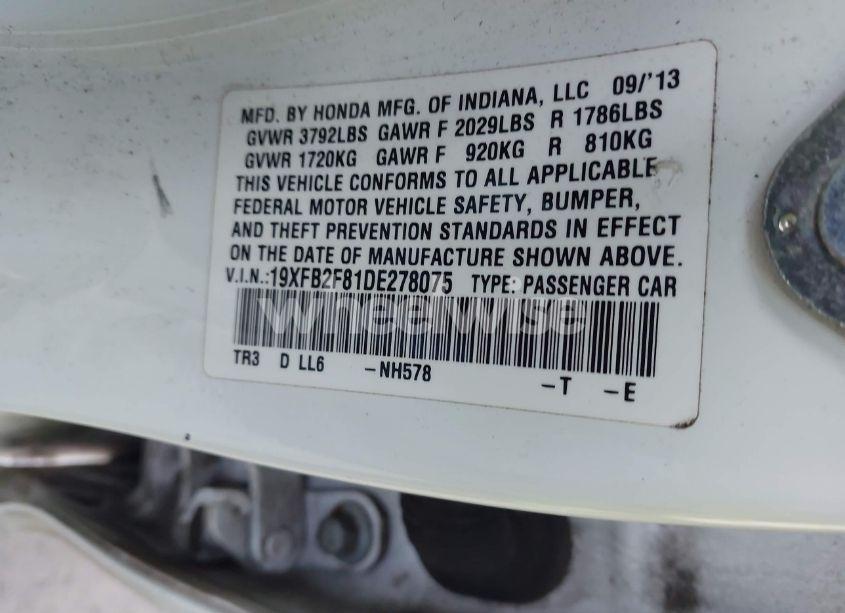 MFD. BY HONDA MFG. OF INDIANA, LLC 09/'13
GVWR 3792LBS GAWR F 2029LBS R 1786LBS
GVWR 1720KG GAWR F 920KG R 810KG
THIS VEHICLE CONFORMS TO ALL APPLICABLE
FEDERAL MOTOR VEHICLE SAFETY, BUMPER,
AND THEFT PREVENTION STANDARDS IN EFFECT
ON THE DATE OF MANUFACTURE SHOWN ABOVE.
V.I.N.:19XFB2F81DE278075 TYPE: PASSENGER CAR
wheelwise
TR3 D LL6 -NH578 -T -E